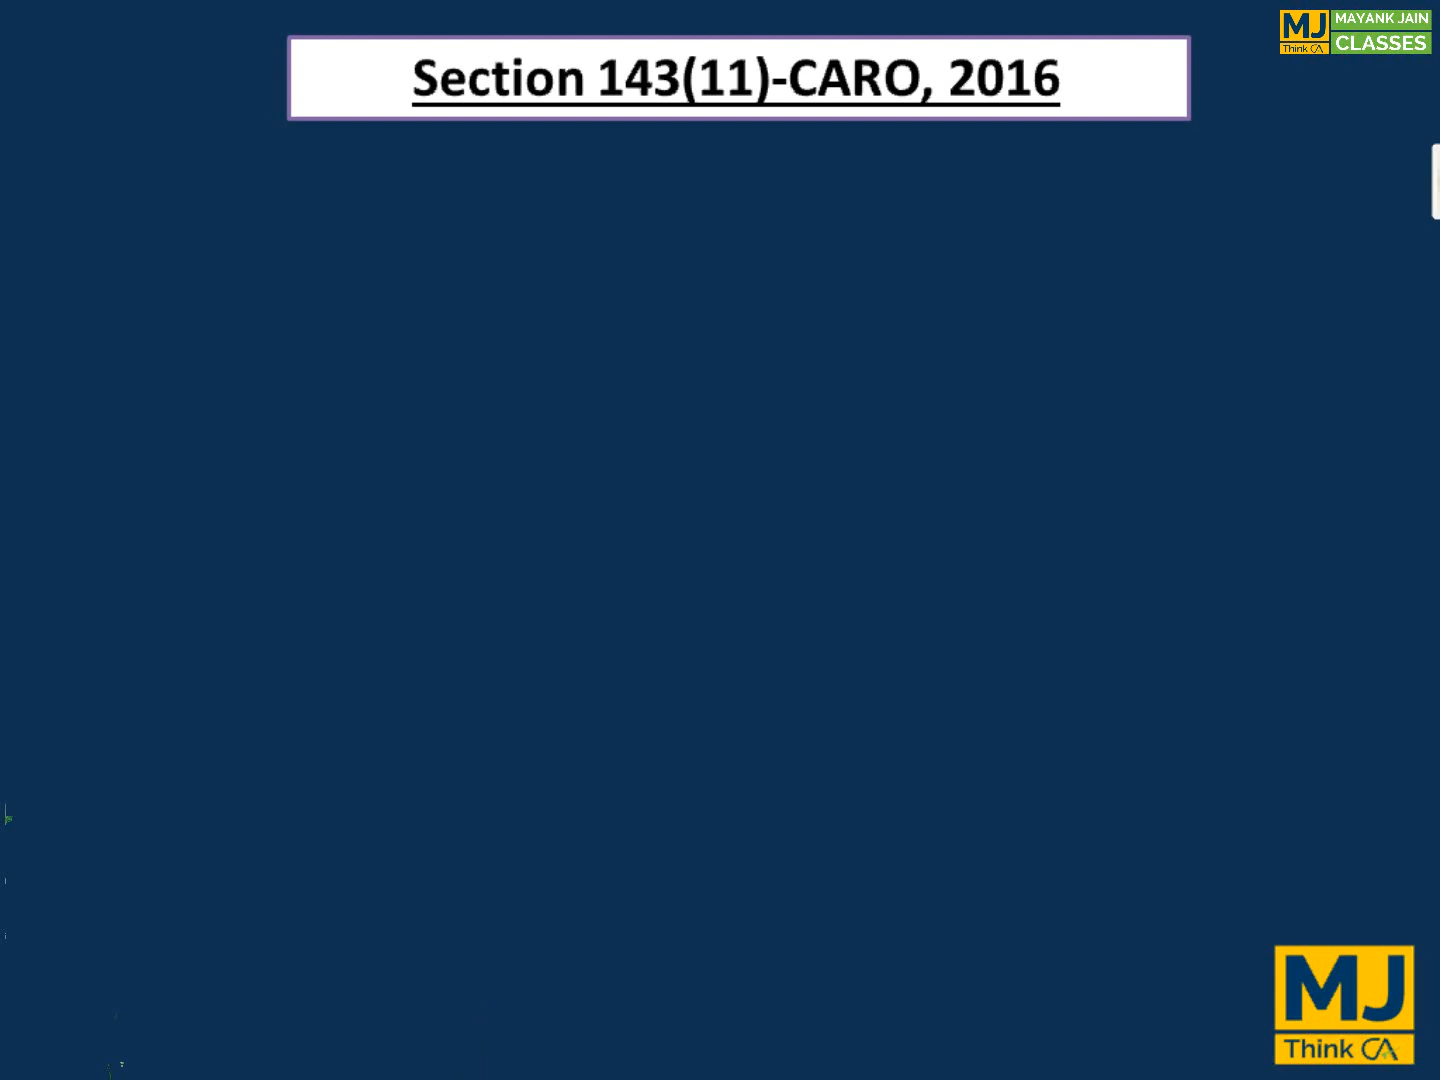 MJ
Think CA
MAYANK JAIN
CLASSES
Section 143(11)-CARO, 2016
MJ
Think CA